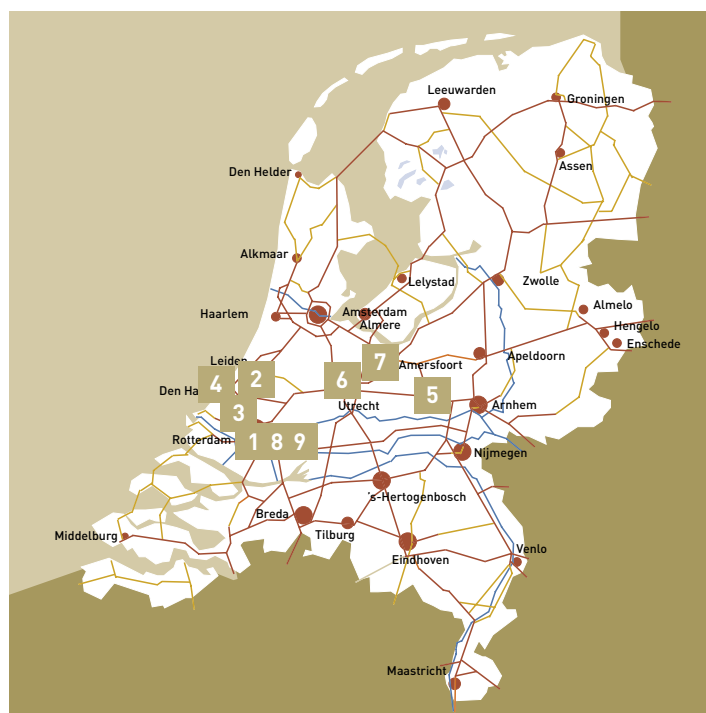 Leeuwarden
Groningen
Assen
Den Helder
Alkmaar
Zwolle
Lelystad
Almelo
Haarlem
Amsterdam
Almere
Hengelo
Enschede
Apeldoorn
Leiden
7
Amersfoort
4
2
6
Den Ha
5
Arnhem
Utrecht
3
Rotterdam
1 8 9
Nijmegen
's-Hertogenbosch
Breda
Tilburg
Middelburg
Venlo
Eindhoven
Maastricht